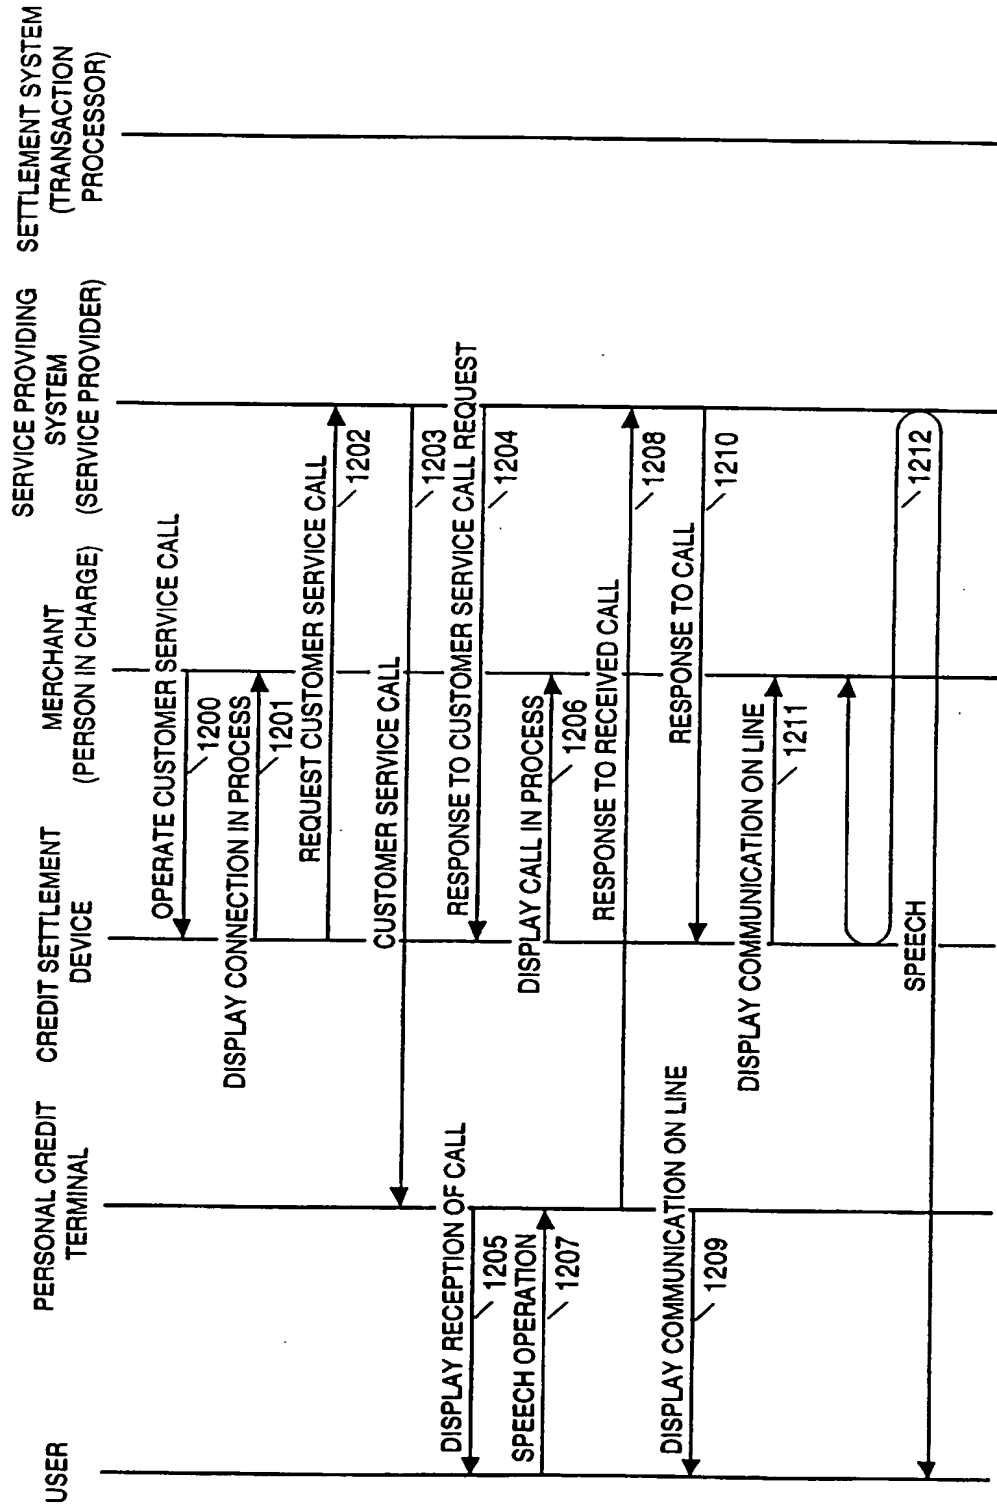 USER
PERSONAL CREDIT
TERMINAL
CREDIT SETTLEMENT
DEVICE
MERCHANT
(PERSON IN CHARGE)
SERVICE PROVIDING
SYSTEM
(SERVICE PROVIDER)
SETTLEMENT SYSTEM
(TRANSACTION
PROCESSOR)
OPERATE CUSTOMER SERVICE CALL
1200
DISPLAY CONNECTION IN PROCESS
1201
REQUEST CUSTOMER SERVICE CALL
1202
CUSTOMER SERVICE CALL
1203
RESPONSE TO CUSTOMER SERVICE CALL REQUEST
1204
DISPLAY RECEPTION OF CALL
1205
DISPLAY CALL IN PROCESS
1206
SPEECH OPERATION
1207
RESPONSE TO RECEIVED CALL
1208
DISPLAY COMMUNICATION ON LINE
1209
RESPONSE TO CALL
1210
DISPLAY COMMUNICATION ON LINE
1211
SPEECH
1212